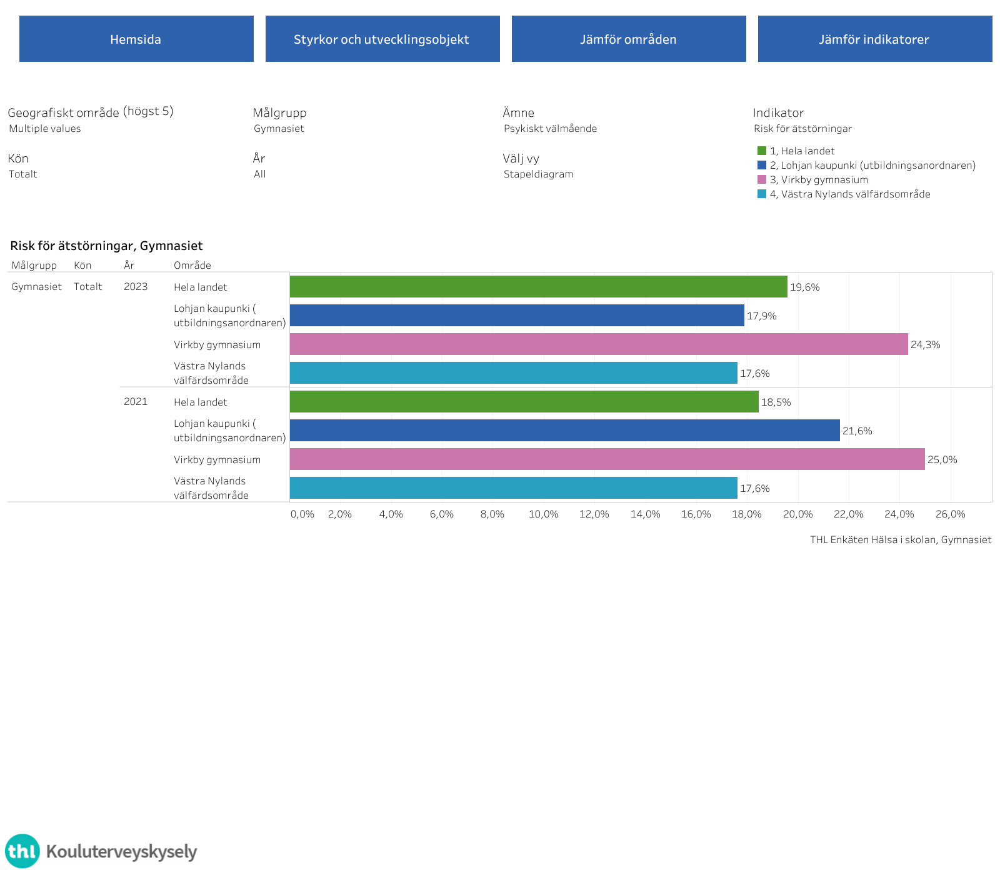 Hemsida
Styrkor och utvecklingsobjekt
Jämför områden
Jämför indikatorer
Geografiskt område (högst 5)
Multiple values
Målgrupp
Gymnasiet
Ämne
Psykiskt välmående
Indikator
Risk för ätstörningar
Kön
Totalt
År
All
Välj vy
Stapeldiagram
1, Hela landet
2, Lohjan kaupunki (utbildningsanordnaren)
3, Virkby gymnasium
4, Västra Nylands välfärdsområde
Risk för ätstörningar, Gymnasiet
Målgrupp Kön År Område
Gymnasiet Totalt 2023 Hela landet 19,6%
Lohjan kaupunki (
utbildningsanordnaren) 17,9%
Virkby gymnasium 24,3%
Västra Nylands
välfärdsområde 17,6%
2021 Hela landet 18,5%
Lohjan kaupunki (
utbildningsanordnaren) 21,6%
Virkby gymnasium 25,0%
Västra Nylands
välfärdsområde 17,6%
0,0% 2,0% 4,0% 6,0% 8,0% 10,0% 12,0% 14,0% 16,0% 18,0% 20,0% 22,0% 24,0% 26,0%
THL Enkäten Hälsa i skolan, Gymnasiet
thl Kouluterveyskysely